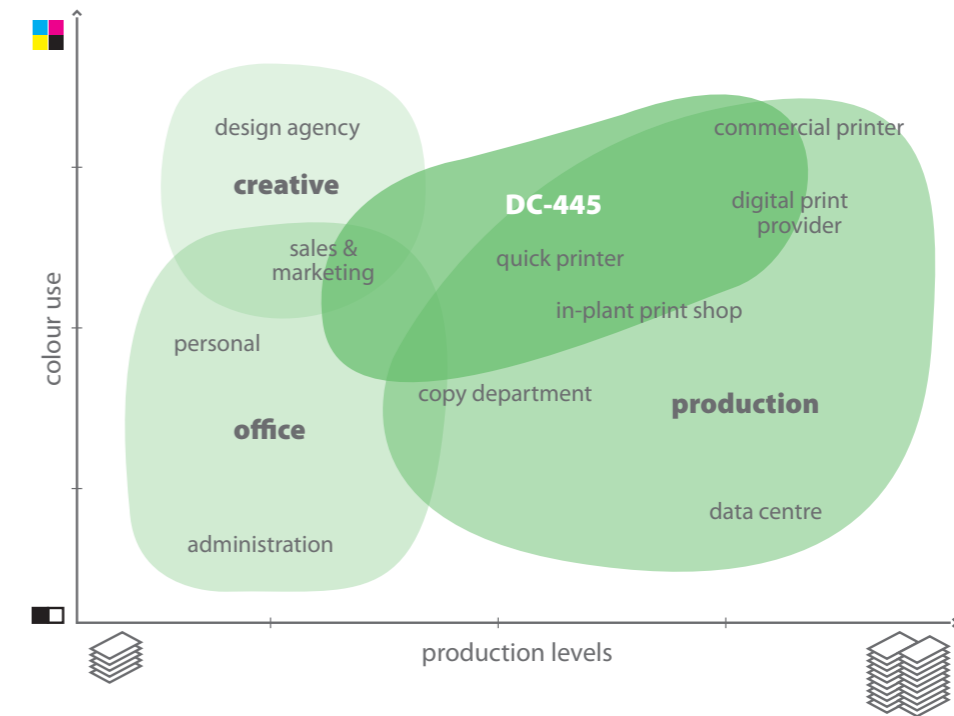 design agency
commercial printer
creative
DC-445
digital print
provider
sales &
marketing
quick printer
in-plant print shop
colour use
personal
copy department
production
office
data centre
administration
production levels